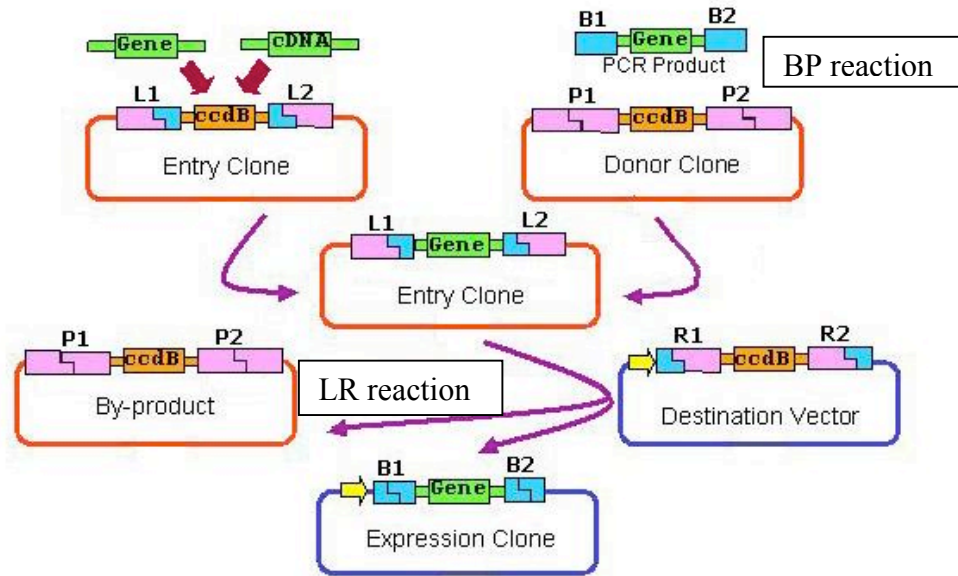 Gene
cDNA
L1
L2
ccdB
Entry Clone
B1
B2
Gene
PCR Product
BP reaction
P1
P2
ccdB
Donor Clone
L1
L2
Gene
Entry Clone
P1
P2
ccdB
By-product
LR reaction
R1
R2
ccdB
Destination Vector
B1
B2
Gene
Expression Clone